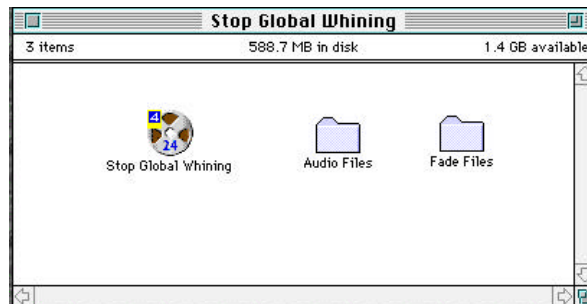 Stop Global Whining
3 items 588.7 MB in disk 1.4 GB available
4
24
Stop Global Whining Audio Files Fade Files